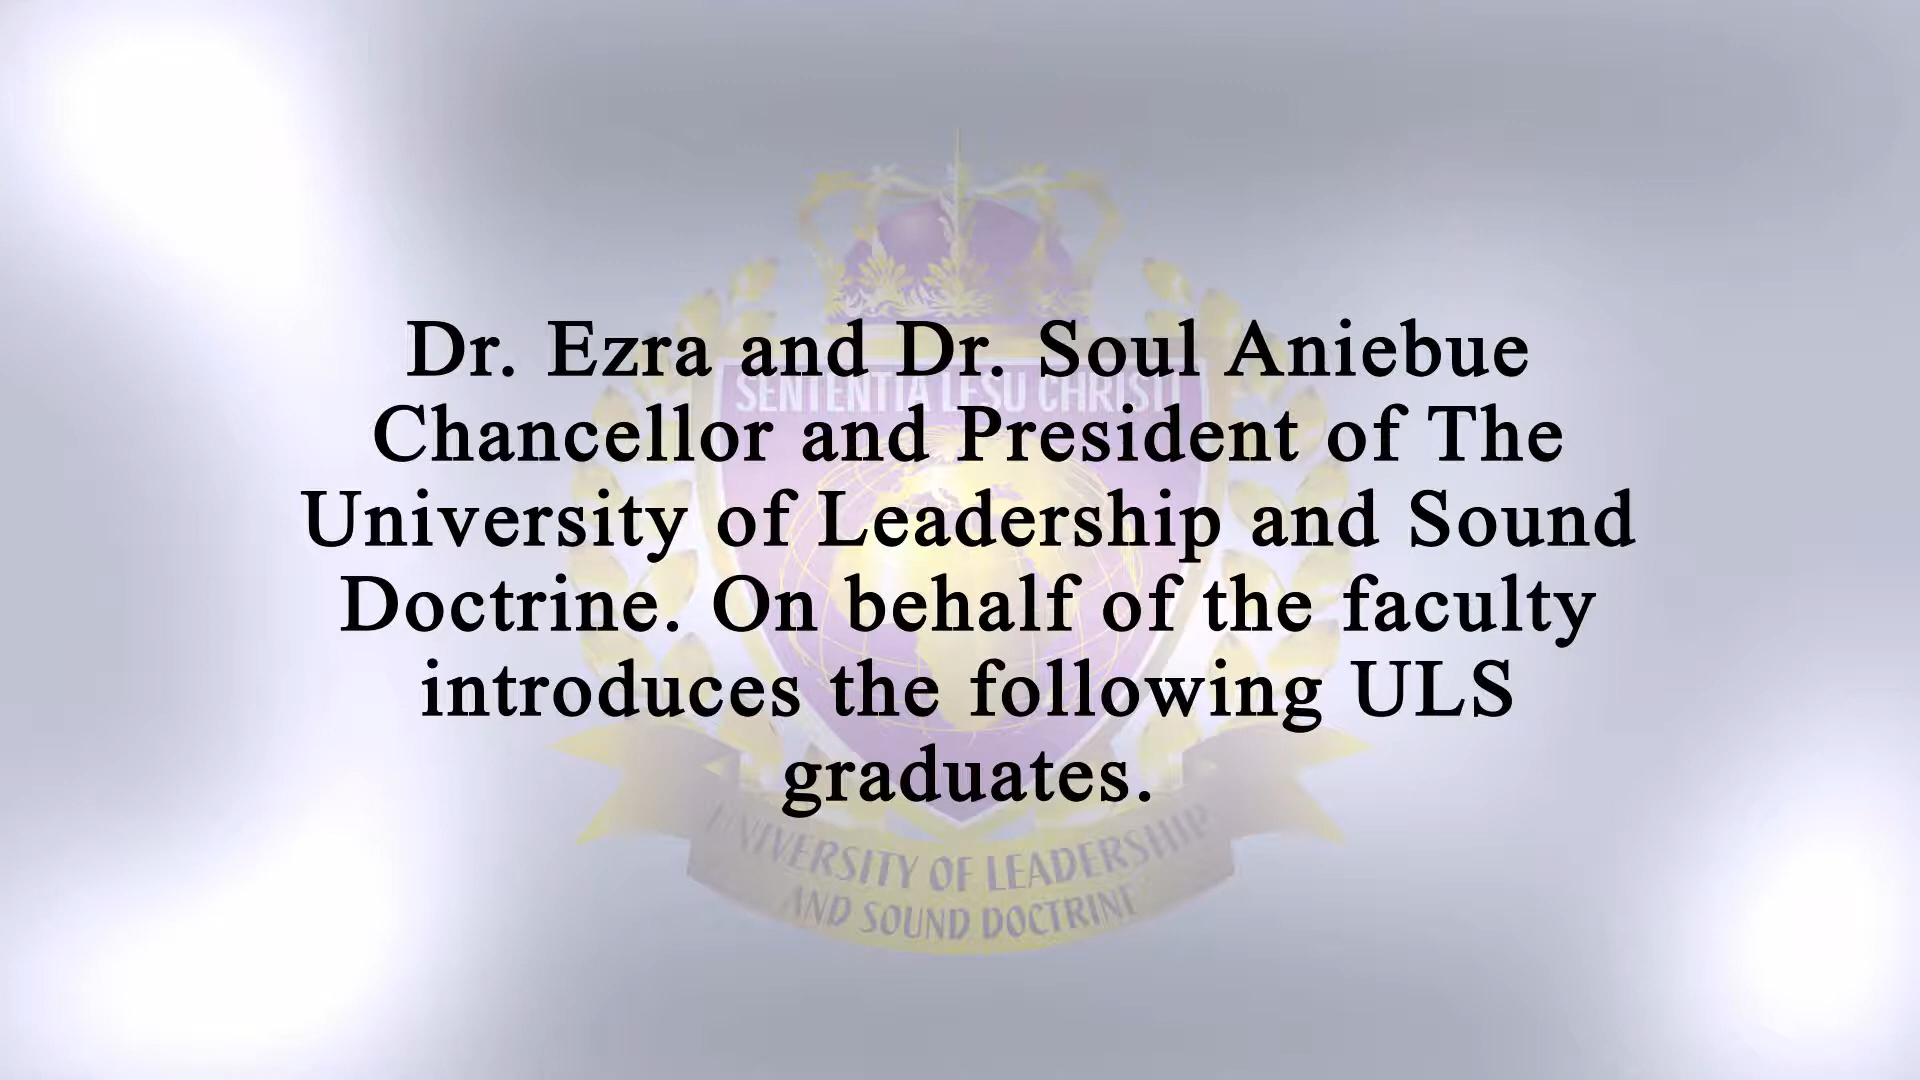 Dr. Ezra and Dr. Soul Aniebue
Chancellor and President of The
University of Leadership and Sound
Doctrine. On behalf of the faculty
introduces the following ULS
graduates.
SENTENTIA LESU CHRISTI
UNIVERSITY OF LEADERSHIP
AND SOUND DOCTRINE